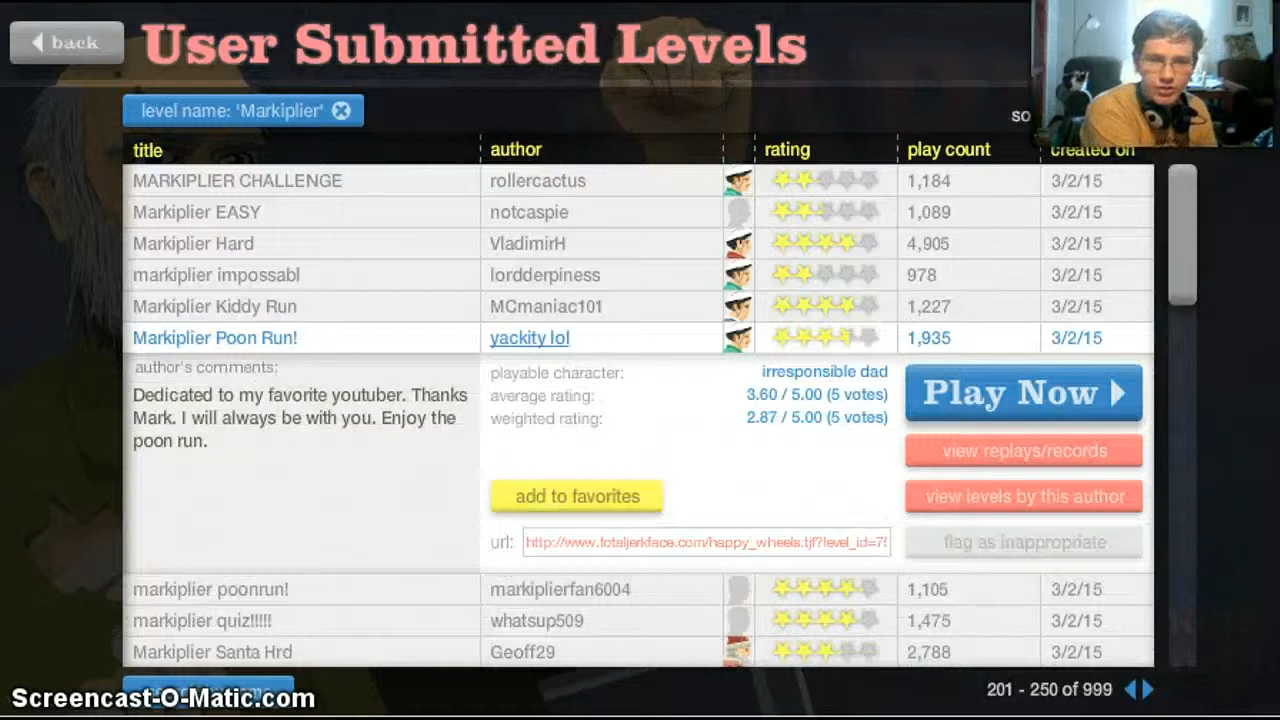 back
User Submitted Levels
level name: 'Markiplier'
so
title author rating play count created on
MARKIPLIER CHALLENGE rollercactus 1,184 3/2/15
Markiplier EASY notcaspie 1,089 3/2/15
Markiplier Hard VladimirH 4,905 3/2/15
markiplier impossabl lordderpiness 978 3/2/15
Markiplier Kiddy Run MCmaniac101 1,227 3/2/15
Markiplier Poon Run! yackity lol 1,935 3/2/15
author's comments:
Dedicated to my favorite youtuber. Thanks
Mark. I will always be with you. Enjoy the
poon run.
playable character: irresponsible dad
average rating: 3.60 / 5.00 (5 votes)
weighted rating: 2.87 / 5.00 (5 votes)
Play Now
view replays/records
add to favorites
view levels by this author
url: http://www.totaljerkface.com/happy_wheels.tjf?level_id=75
flag as inappropriate
markiplier poonrun! markiplierfan6004 1,105 3/2/15
markiplier quiz!!!!! whatsup509 1,475 3/2/15
Markiplier Santa Hrd Geoff29 2,788 3/2/15
Screencast-O-Matic.com
201 - 250 of 999